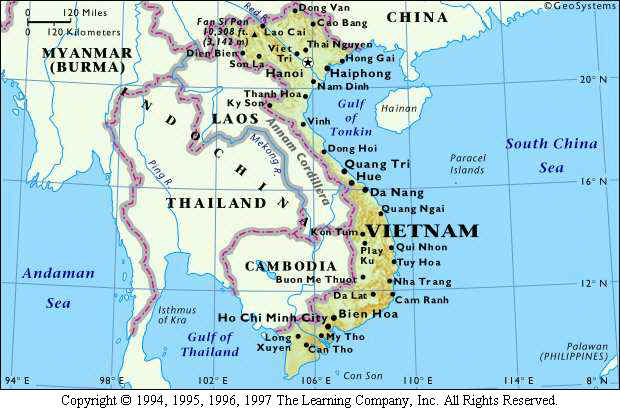 0 120 Miles
0 120 Kilometers
Dong Van
©GeoSystems
Red R.
Cao Bang
CHINA
Fan Si Pan
10,308 ft.
(3,142 m)
Lao Cai
Thai Nguyen
MYANMAR
(BURMA)
Dien Bien
Viet
Tri
Hong Gai
Son La
Hanoi
Haiphong
20°N
20°N
Nam Dinh
Thanh Hoa
Ky Son
Gulf
of
Tonkin
Hainan
INDOCHINA
LAOS
Vinh
Annam Cordillera
Mekong R.
Dong Hoi
South China
Sea
Ping R.
Quang Tri
Hue
Paracel
Islands
16°N
16°N
Da Nang
THAILAND
Quang Ngai
Kon Tum
VIETNAM
Play
Ku
Qui Nhon
Andaman
Sea
CAMBODIA
Tuy Hoa
Buon Me Thuot
Nha Trang
12°N
12°N
Da Lat
Cam Ranh
Isthmus
of Kra
Ho Chi Minh City
Bien Hoa
Gulf of
Thailand
Long
Xuyen
My Tho
Can Tho
Palawan
(PHILIPPINES)
Con Son
94°E
98°E
102°E
106°E
110°E
114°E
118°E
Copyright © 1994, 1995, 1996, 1997 The Learning Company, Inc. All Rights Reserved.